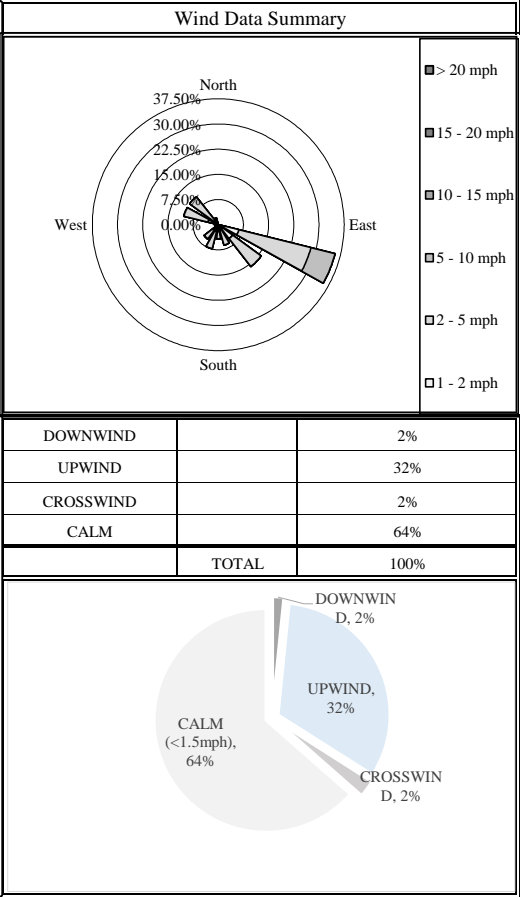 Wind Data Summary
North
37.50%
30.00%
22.50%
15.00%
7.50%
0.00%
West
East
South
> 20 mph
15 - 20 mph
10 - 15 mph
5 - 10 mph
2 - 5 mph
1 - 2 mph
DOWNWIND 2%
UPWIND 32%
CROSSWIND 2%
CALM 64%
TOTAL 100%
DOWNWIN
D, 2%
UPWIND,
32%
CALM
(<1.5mph),
64%
CROSSWIN
D, 2%